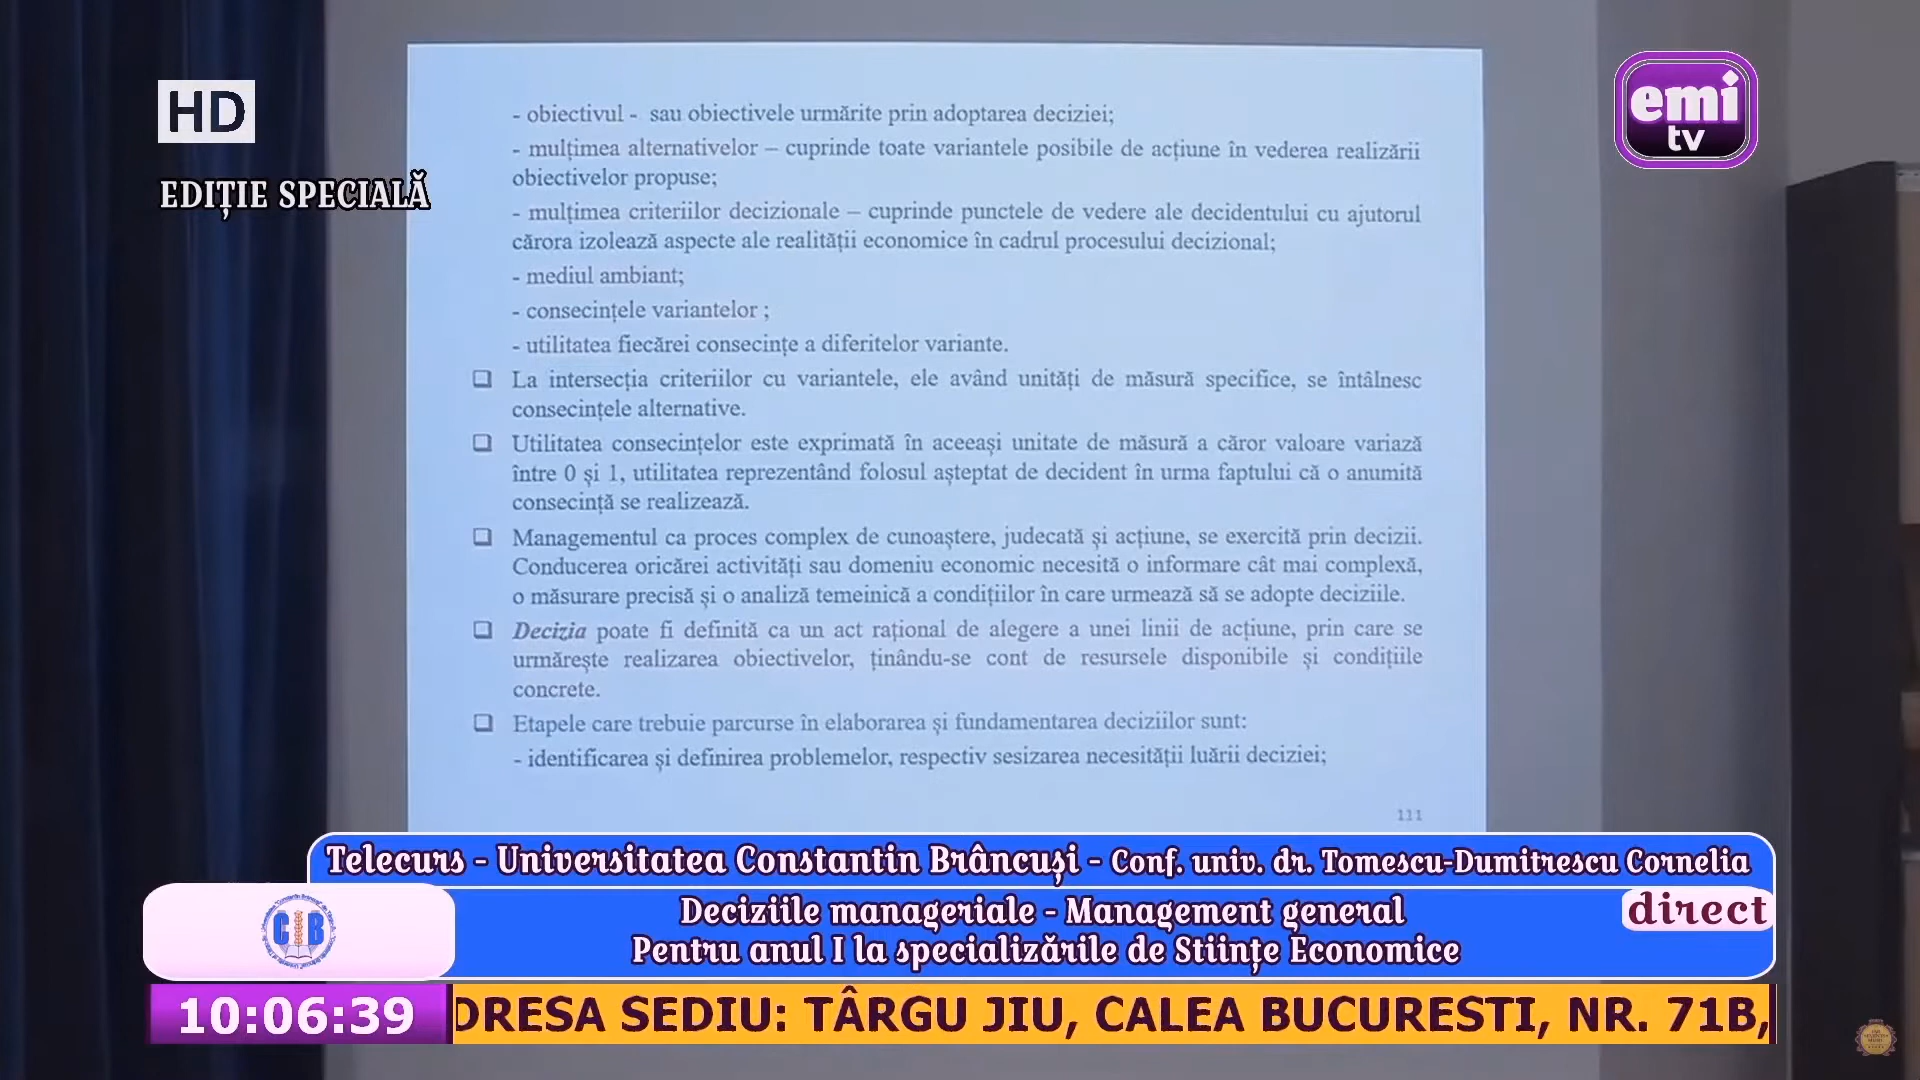 HD
EDIȚIE SPECIALĂ
emi
tv
- obiectivul - sau obiectivele urmărite prin adoptarea deciziei;
- mulțimea alternativelor – cuprinde toate variantele posibile de acțiune în vederea realizării
obiectivelor propuse;
- mulțimea criteriilor decizionale – cuprinde punctele de vedere ale decidentului cu ajutorul
cărora izolează aspecte ale realității economice în cadrul procesului decizional;
- mediul ambiant;
- consecințele variantelor ;
- utilitatea fiecărei consecințe a diferitelor variante.
❑ La intersecția criteriilor cu variantele, ele având unități de măsură specifice, se întâlnesc
consecințele alternative.
❑ Utilitatea consecințelor este exprimată în aceeași unitate de măsură a căror valoare variază
între 0 și 1, utilitatea reprezentând folosul așteptat de decident în urma faptului că o anumită
consecință se realizează.
❑ Managementul ca proces complex de cunoaștere, judecată și acțiune, se exercită prin decizii.
Conducerea oricărei activități sau domeniu economic necesită o informare cât mai complexă,
o măsurare precisă și o analiză temeinică a condițiilor în care urmează să se adopte deciziile.
❑ Decizia poate fi definită ca un act rațional de alegere a unei linii de acțiune, prin care se
urmărește realizarea obiectivelor, ținându-se cont de resursele disponibile și condițiile
concrete.
❑ Etapele care trebuie parcurse în elaborarea și fundamentarea deciziilor sunt:
- identificarea și definirea problemelor, respectiv sesizarea necesității luării deciziei;
111
Telecurs - Universitatea Constantin Brâncuși - Conf. univ. dr. Tomescu-Dumitrescu Cornelia
Deciziile manageriale - Management general
direct
Pentru anul I la specializările de Stiințe Economice
CB
10:06:39
DRESA SEDIU: TÂRGU JIU, CALEA BUCURESTI, NR. 71B,